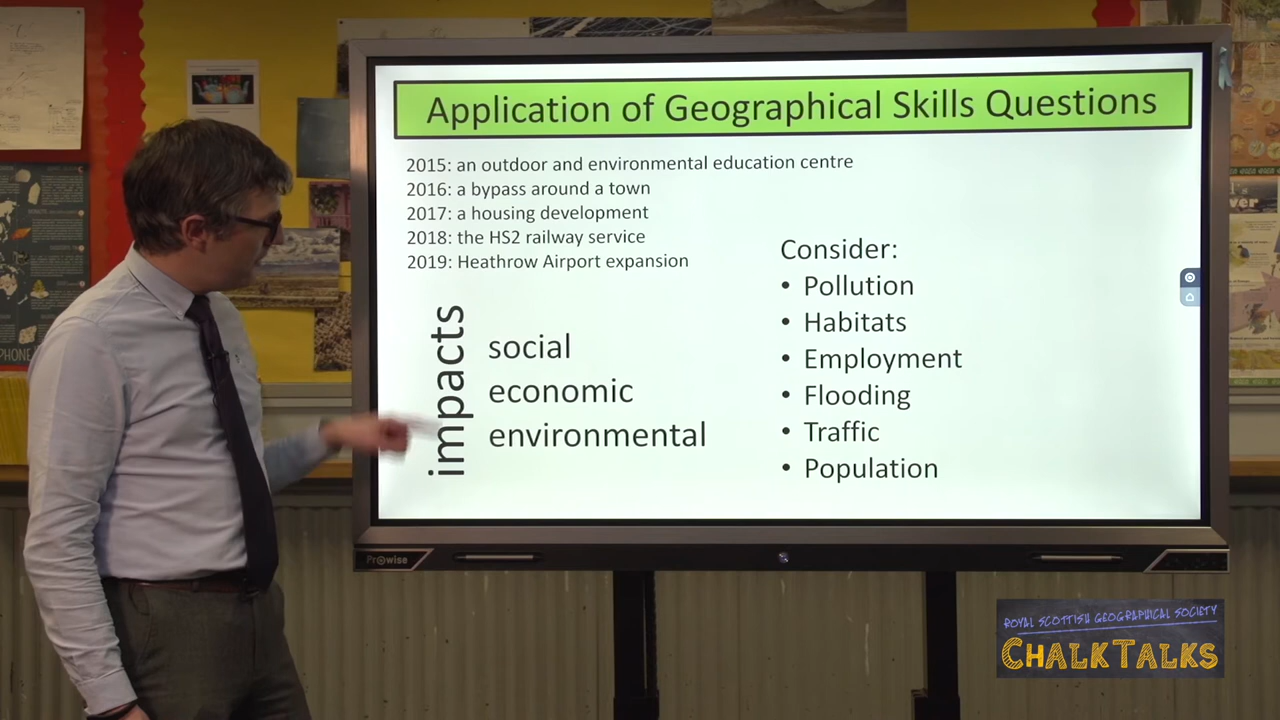 Application of Geographical Skills Questions
2015: an outdoor and environmental education centre
2016: a bypass around a town
2017: a housing development
2018: the HS2 railway service
2019: Heathrow Airport expansion
impacts
social
economic
environmental
Consider:
• Pollution
• Habitats
• Employment
• Flooding
• Traffic
• Population
Prowise
PHONE
ROYAL SCOTTISH GEOGRAPHICAL SOCIETY
CHALKTALKS